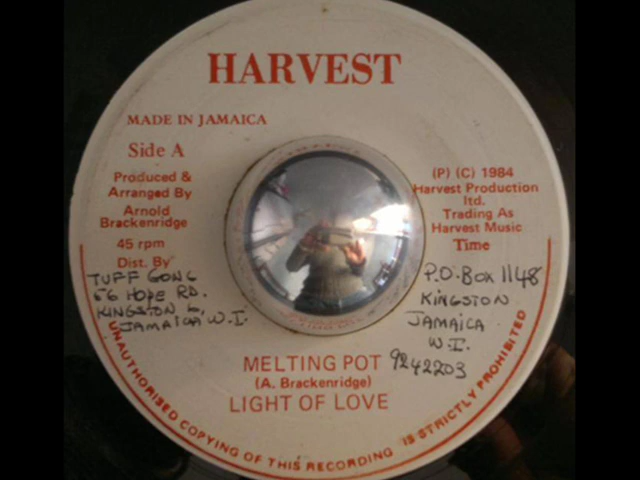 HARVEST
MADE IN JAMAICA
Side A
Produced &
Arranged By
Arnold
Brackenridge
45 rpm
Dist. By
TUFF GONG
56 HOPE RD.
KINGSTON 6,
JAMAICA W.I.
(P) (C) 1984
Harvest Production
ltd.
Trading As
Harvest Music
Time
P.O. BOX 1148
KINGSTON
JAMAICA
W.I.
9242203
MELTING POT
(A. Brackenridge)
LIGHT OF LOVE
UNAUTHORISED COPYING OF THIS RECORDING IS STRICTLY PROHIBITED